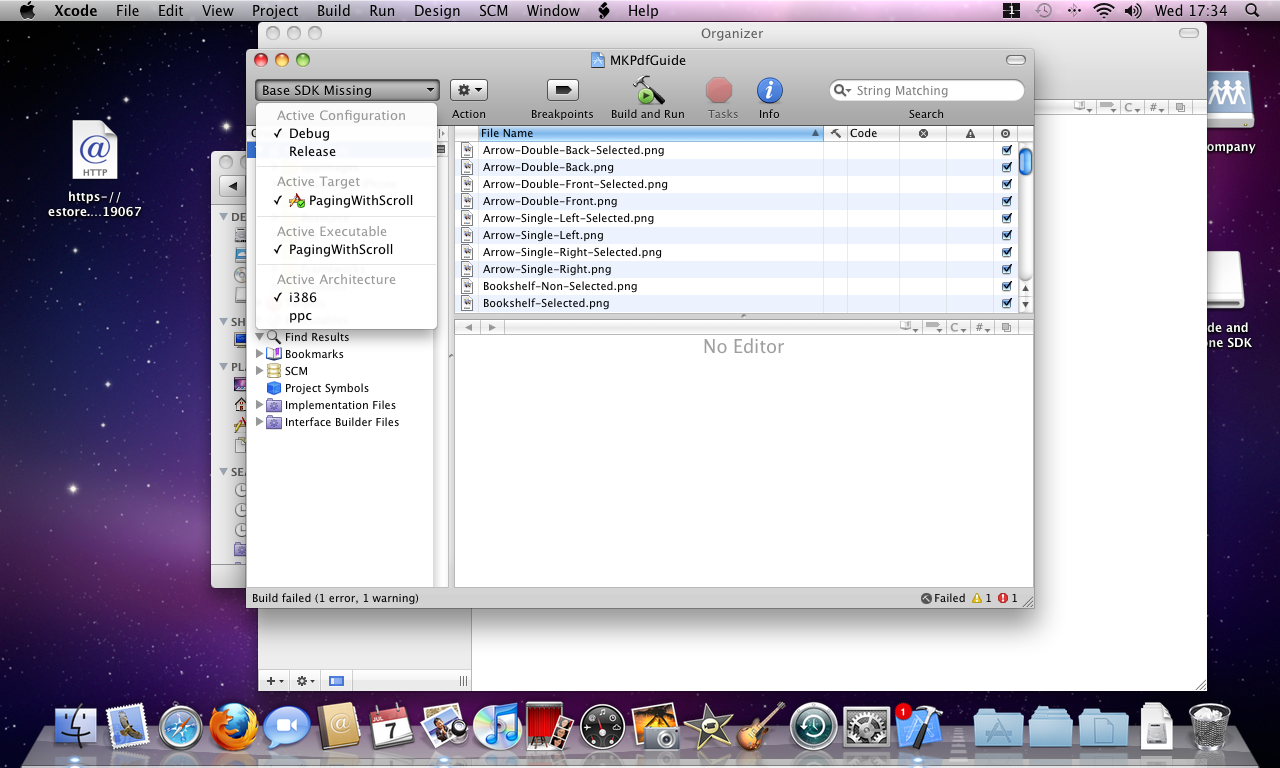 Xcode File Edit View Project Build Run Design SCM Window Help 1 Wed 17:34
Organizer
MKPdfGuide
Base SDK Missing
String Matching
Action Breakpoints Build and Run Tasks Info Search
Active Configuration
Debug
Release
Active Target
PagingWithScroll
Active Executable
PagingWithScroll
Active Architecture
i386
ppc
File Name Code
Arrow-Double-Back-Selected.png
Arrow-Double-Back.png
Arrow-Double-Front-Selected.png
Arrow-Double-Front.png
Arrow-Single-Left-Selected.png
Arrow-Single-Left.png
Arrow-Single-Right-Selected.png
Arrow-Single-Right.png
Bookshelf-Non-Selected.png
Bookshelf-Selected.png
Find Results
Bookmarks
SCM
Project Symbols
Implementation Files
Interface Builder Files
C #
No Editor
Build failed (1 error, 1 warning)
Failed 1 1
C #
HTTP
https-//
estore....19067
DE
SH
PL
SEA
ompany
de and
one SDK
JUL
7
1